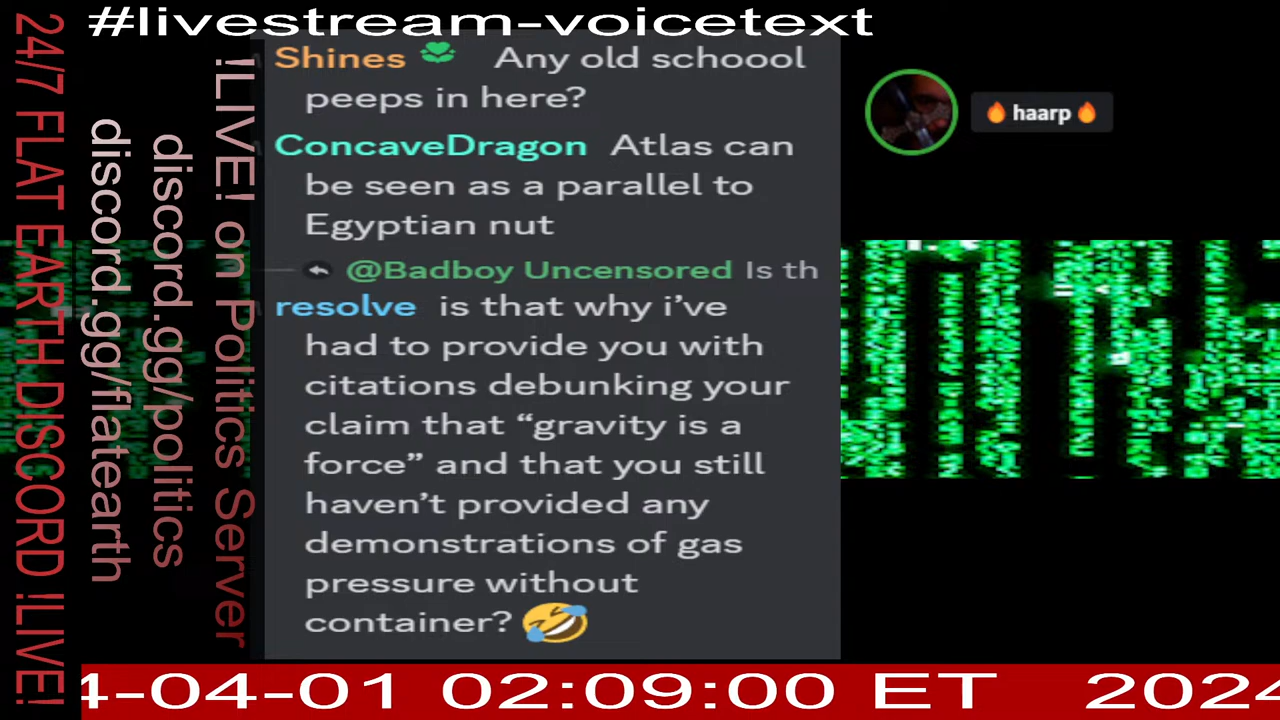 #livestream-voicetext
24/7 FLAT EARTH DISCORD !LIVE!
discord.gg/flatearth
discord.gg/politics
!LIVE! on Politics Server
Shines Any old schoool
peeps in here?
ConcaveDragon Atlas can
be seen as a parallel to
Egyptian nut
@Badboy Uncensored Is th
resolve is that why i’ve
had to provide you with
citations debunking your
claim that “gravity is a
force” and that you still
haven’t provided any
demonstrations of gas
pressure without
container?
haarp
4-04-01 02:09:00 ET 2024